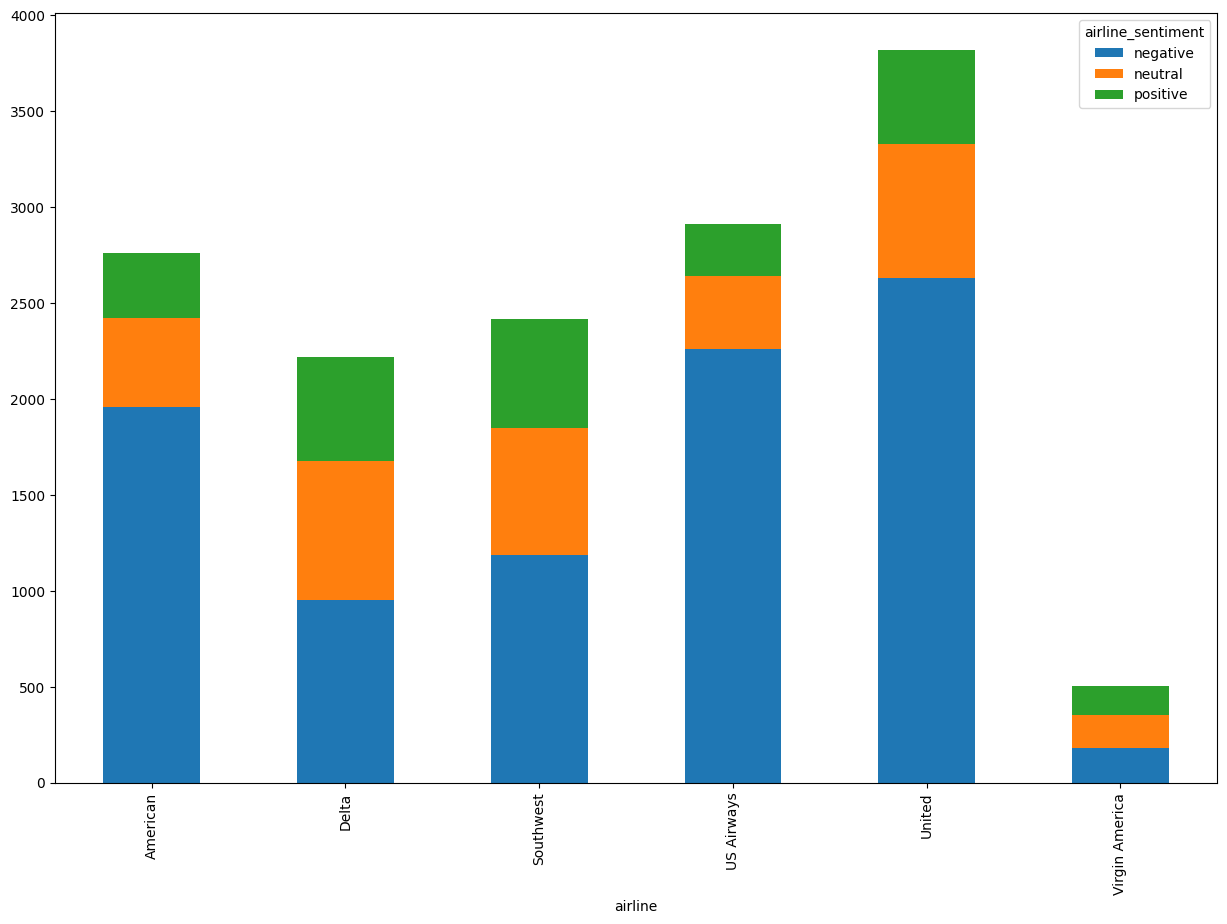 4000
3500
3000
2500
2000
1500
1000
500
0
airline_sentiment
negative
neutral
positive
American
Delta
Southwest
US Airways
United
Virgin America
airline